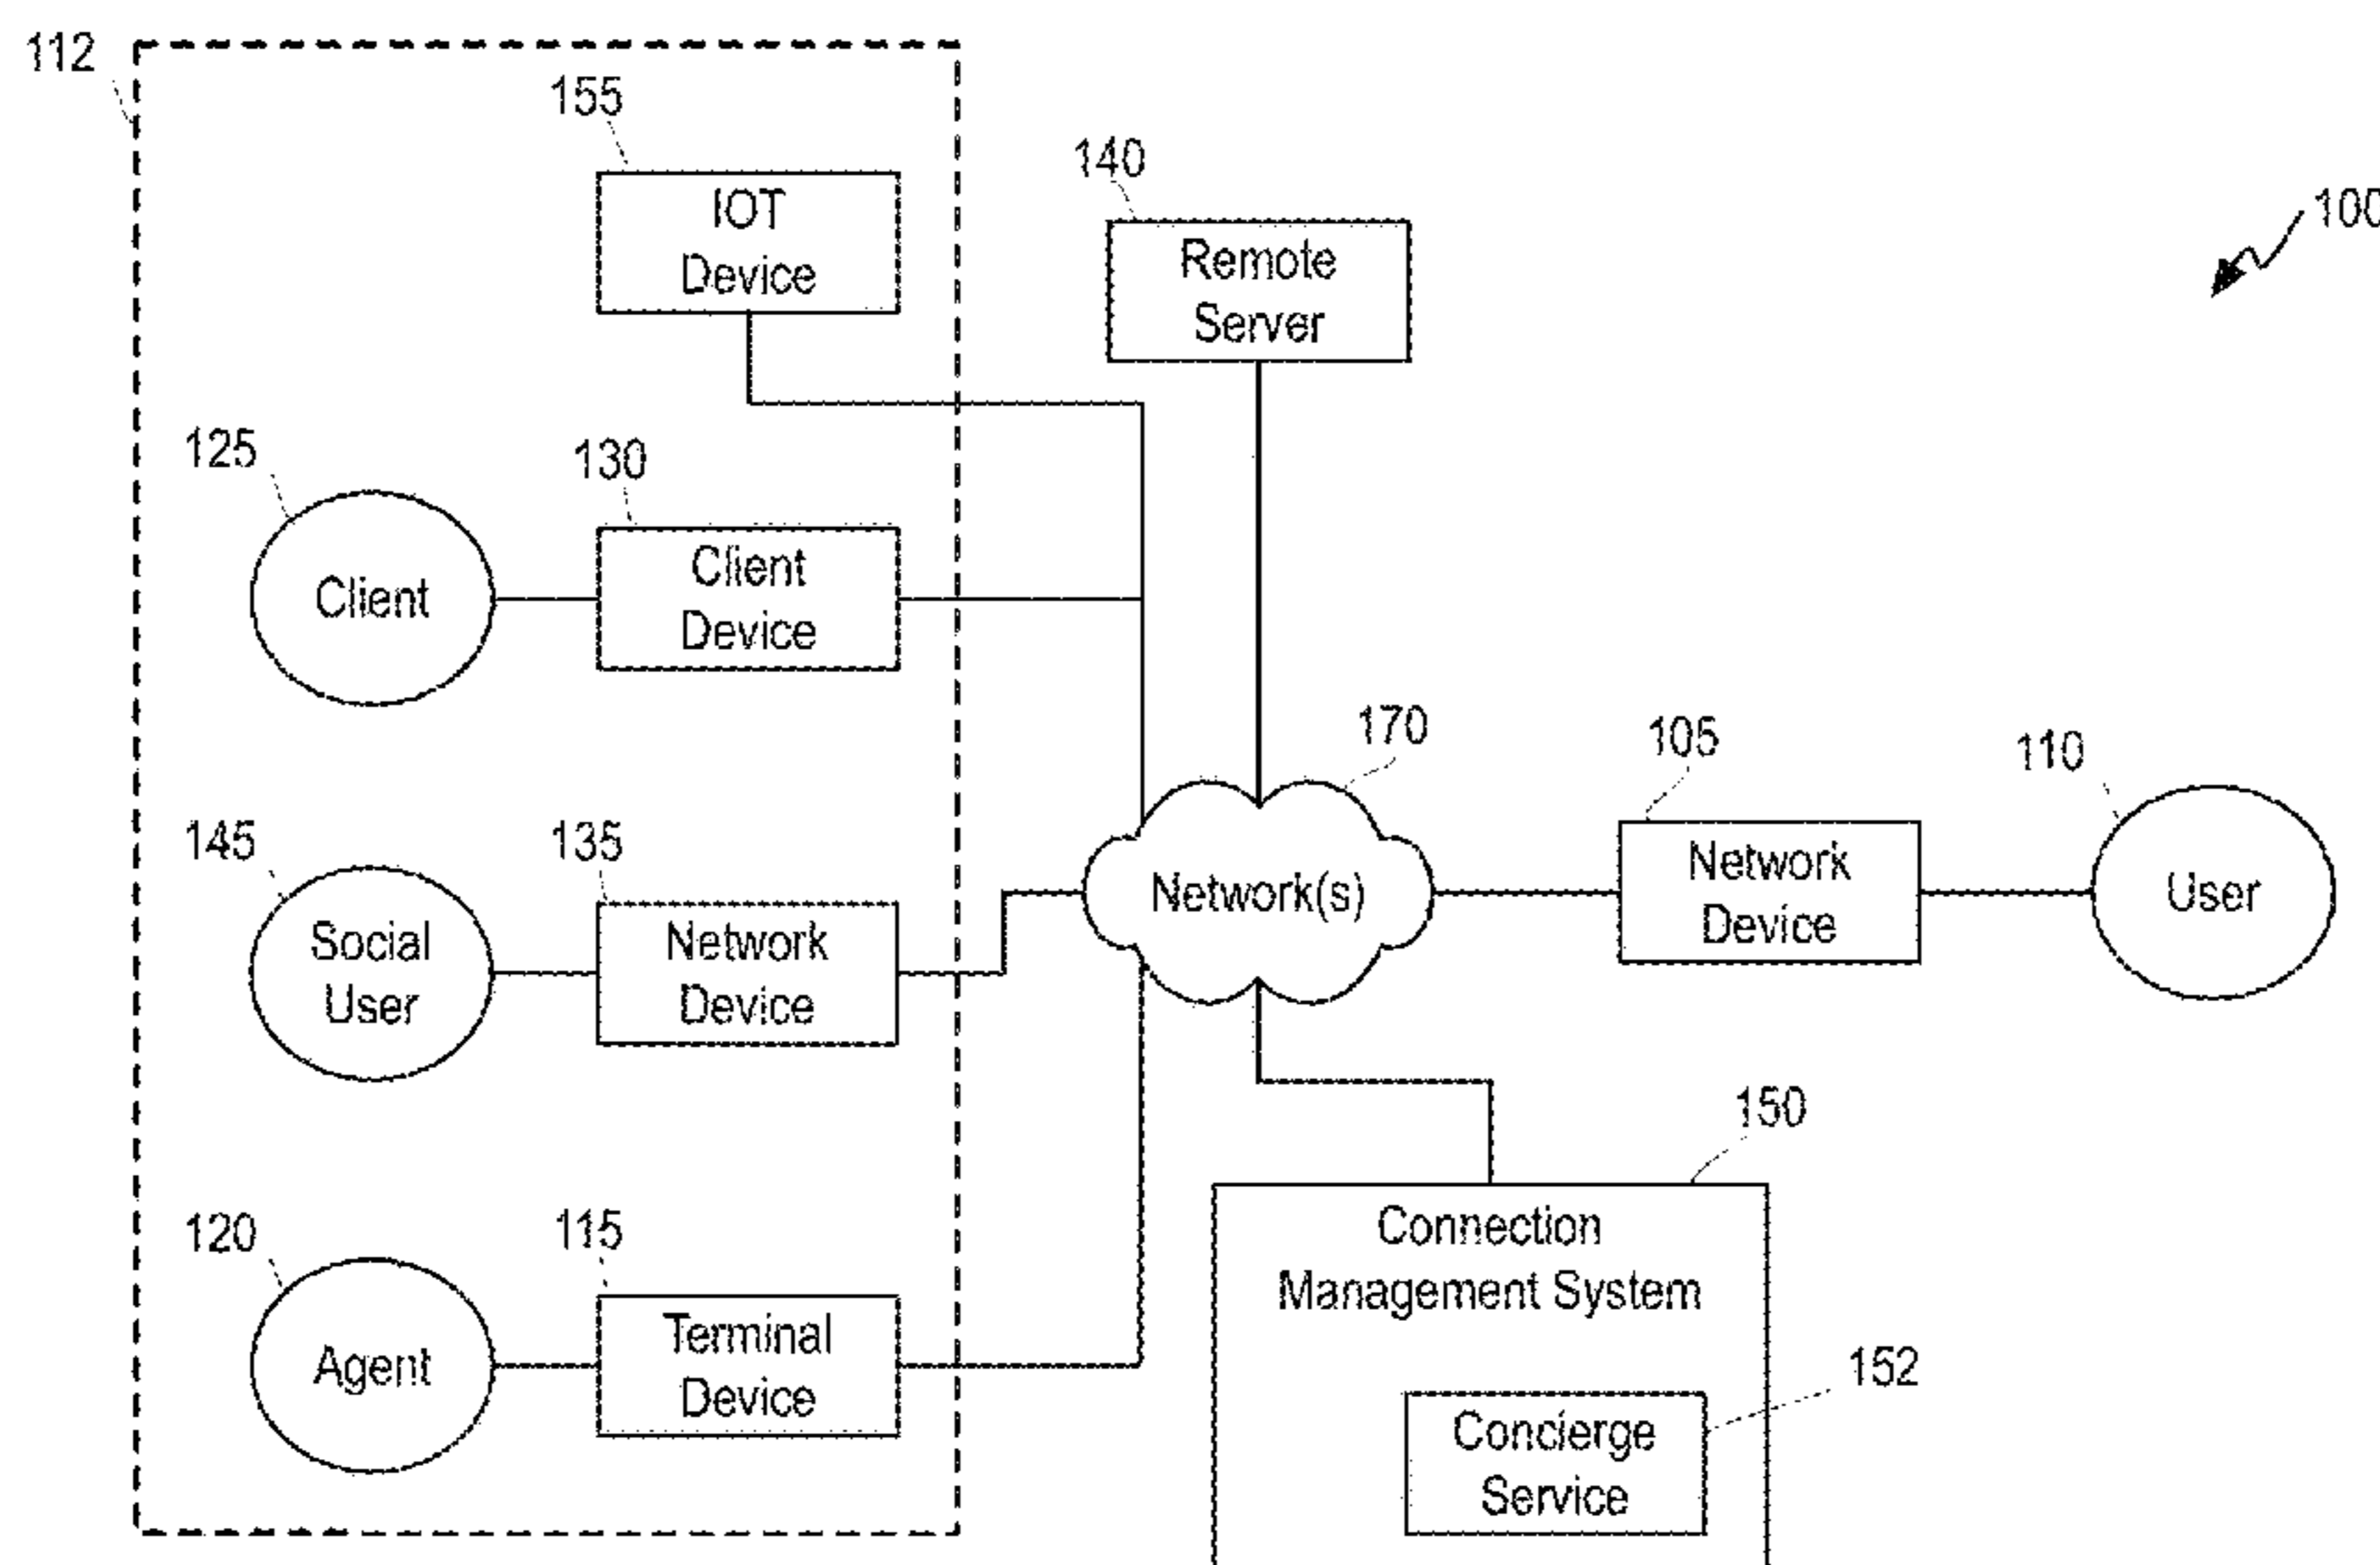 112
155
IOT
Device
140
Remote
Server
100
125
Client
130
Client
Device
170
Network(s)
105
Network
Device
110
User
145
Social
User
135
Network
Device
150
Connection
Management System
120
Agent
115
Terminal
Device
152
Concierge
Service